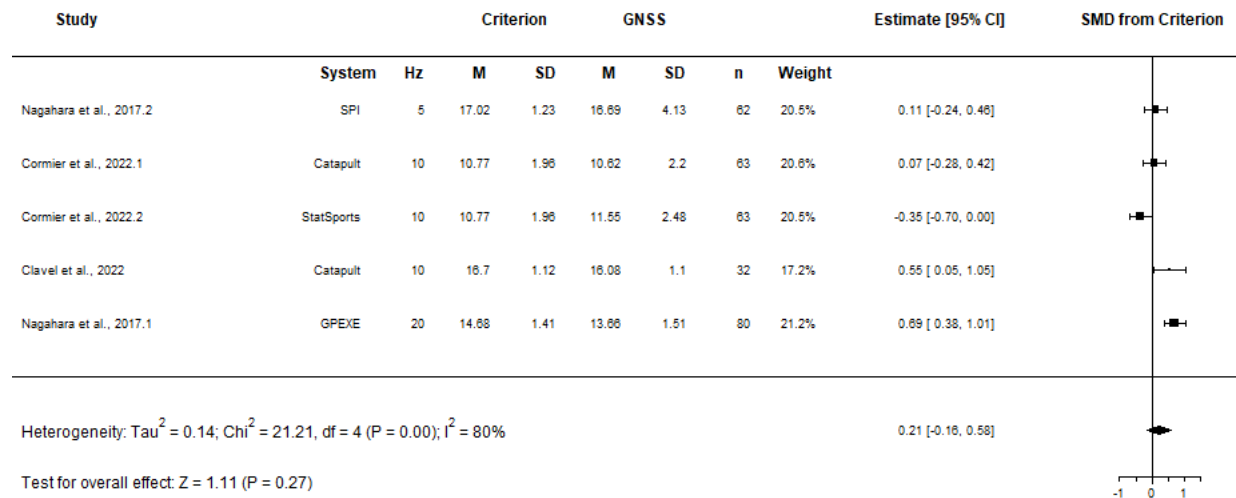 Study Criterion GNSS Estimate [95% CI] SMD from Criterion
System Hz M SD M SD n Weight
Nagahara et al., 2017.2 SPI 5 17.02 1.23 16.69 4.13 62 20.5% 0.11 [-0.24, 0.46]
Cormier et al., 2022.1 Catapult 10 10.77 1.96 10.62 2.2 63 20.6% 0.07 [-0.28, 0.42]
Cormier et al., 2022.2 StatSports 10 10.77 1.96 11.55 2.48 63 20.5% -0.35 [-0.70, 0.00]
Clavel et al., 2022 Catapult 10 16.7 1.12 16.08 1.1 32 17.2% 0.55 [ 0.05, 1.05]
Nagahara et al., 2017.1 GPEXE 20 14.68 1.41 13.66 1.51 80 21.2% 0.69 [ 0.38, 1.01]
Heterogeneity: Tau² = 0.14; Chi² = 21.21, df = 4 (P = 0.00); I² = 80% 0.21 [-0.16, 0.58]
Test for overall effect: Z = 1.11 (P = 0.27)
-1 0 1